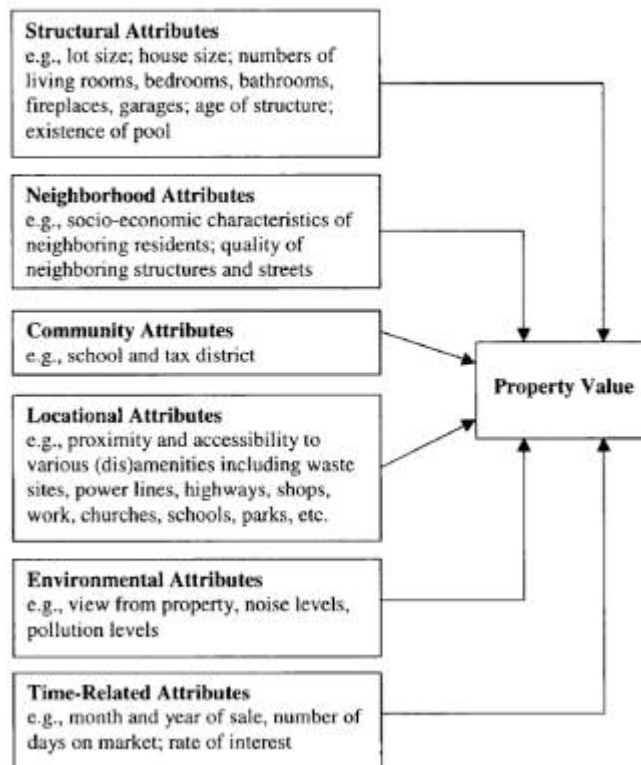 Structural Attributes
e.g., lot size; house size; numbers of
living rooms, bedrooms, bathrooms,
fireplaces, garages; age of structure;
existence of pool
Neighborhood Attributes
e.g., socio-economic characteristics of
neighboring residents; quality of
neighboring structures and streets
Community Attributes
e.g., school and tax district
Locational Attributes
e.g., proximity and accessibility to
various (dis)amenities including waste
sites, power lines, highways, shops,
work, churches, schools, parks, etc.
Environmental Attributes
e.g., view from property, noise levels,
pollution levels
Time-Related Attributes
e.g., month and year of sale, number of
days on market; rate of interest
Property Value